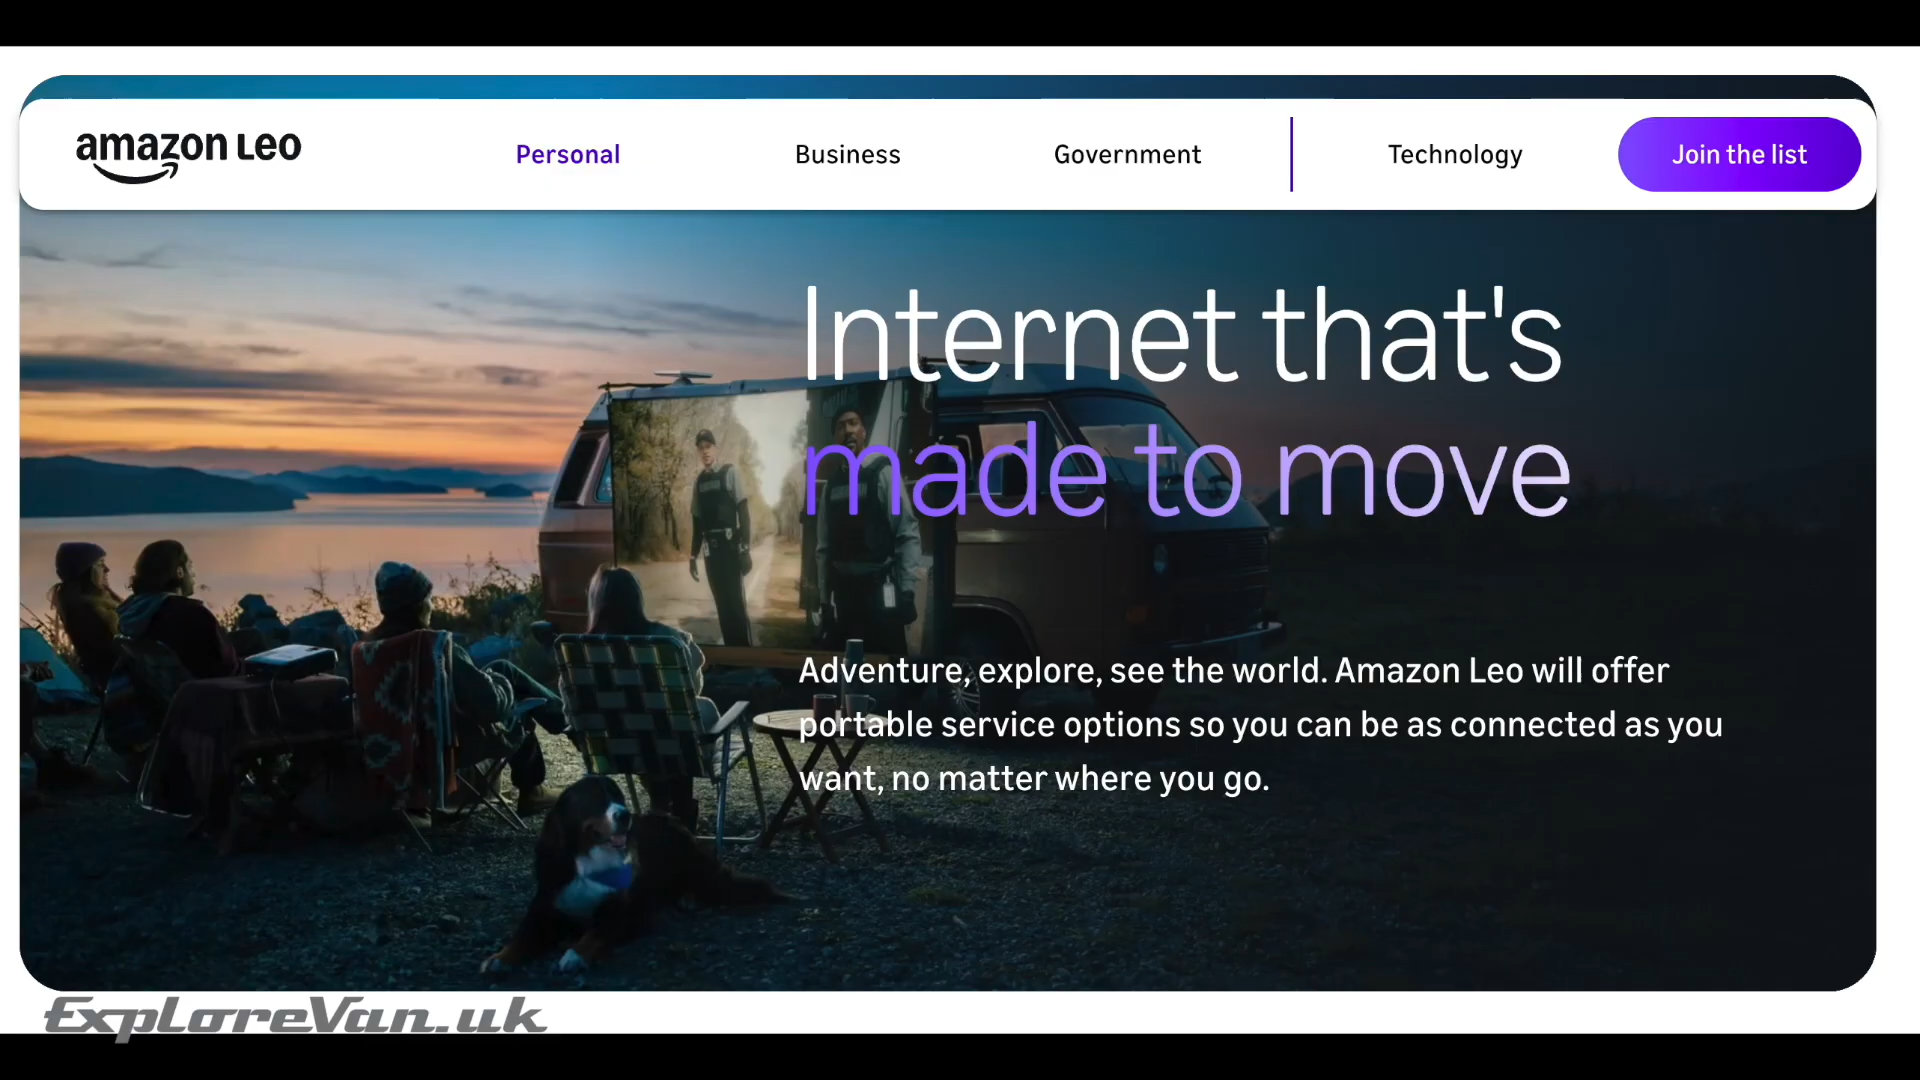 amazon Leo
Personal
Business
Government
Technology
Join the list
Internet that's
made to move
Adventure, explore, see the world. Amazon Leo will offer
portable service options so you can be as connected as you
want, no matter where you go.
ExploreVan.uk